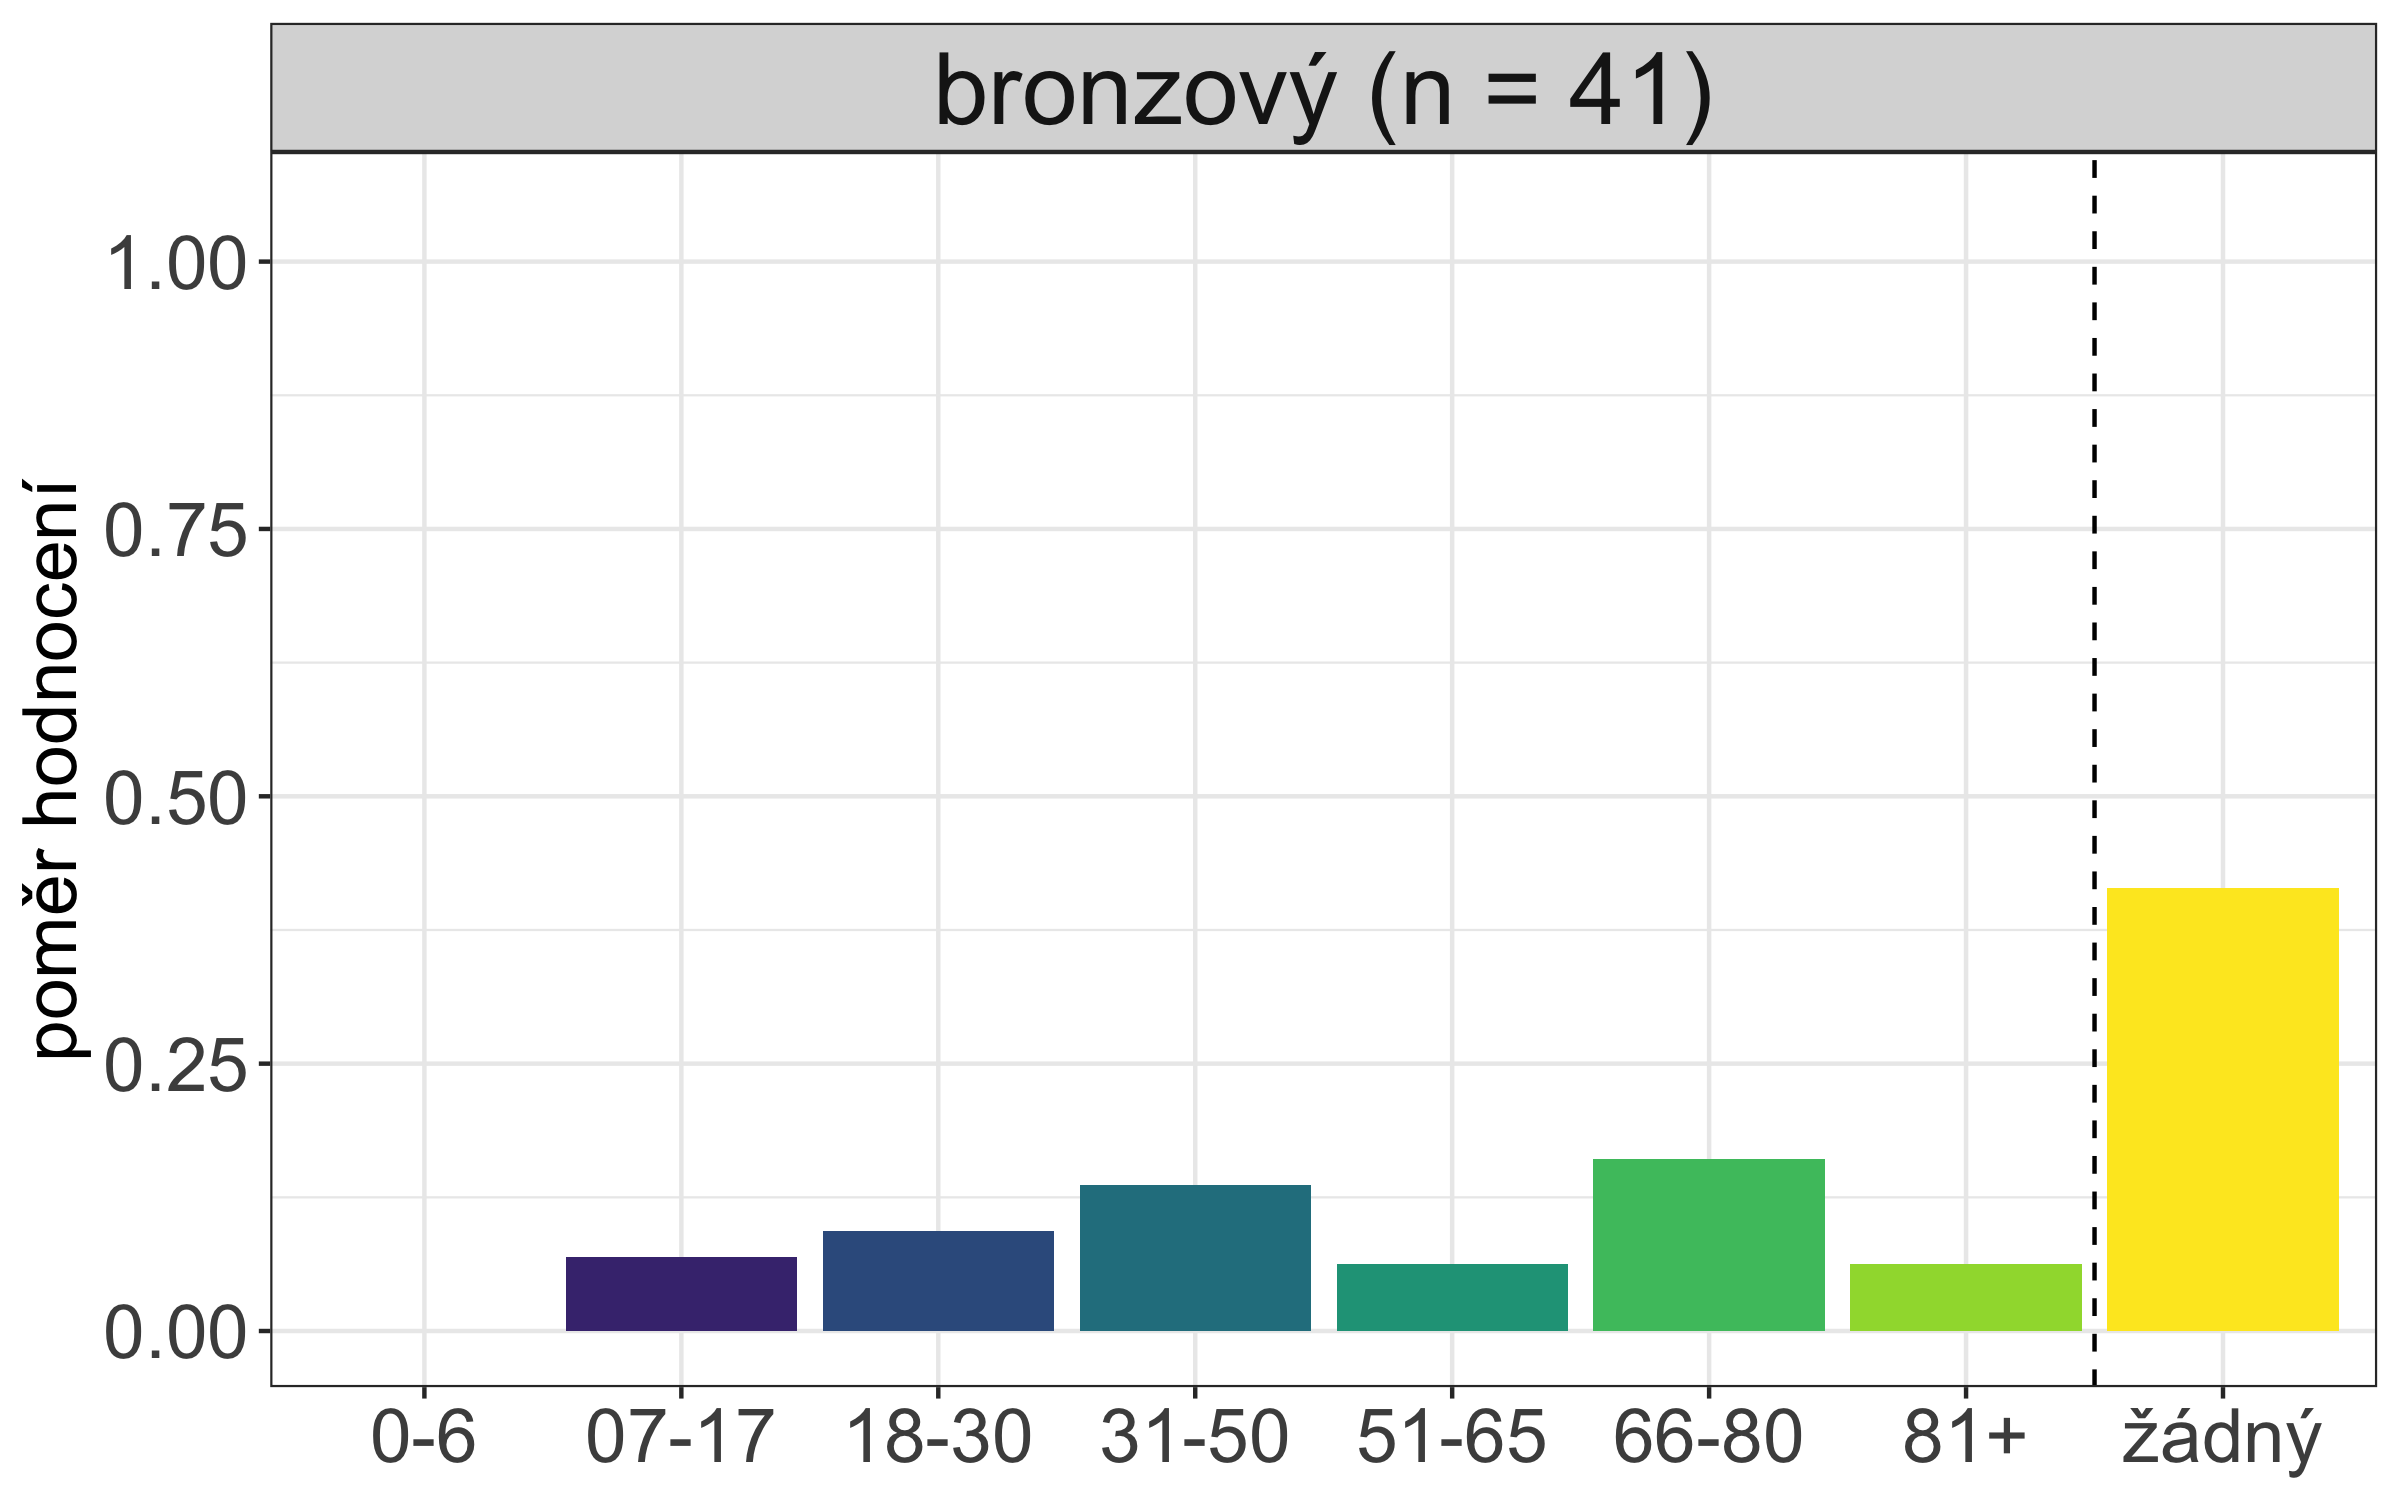 bronzový (n = 41)
poměr hodnocení
1.00
0.75
0.50
0.25
0.00
0-6 07-17 18-30 31-50 51-65 66-80 81+ žádný